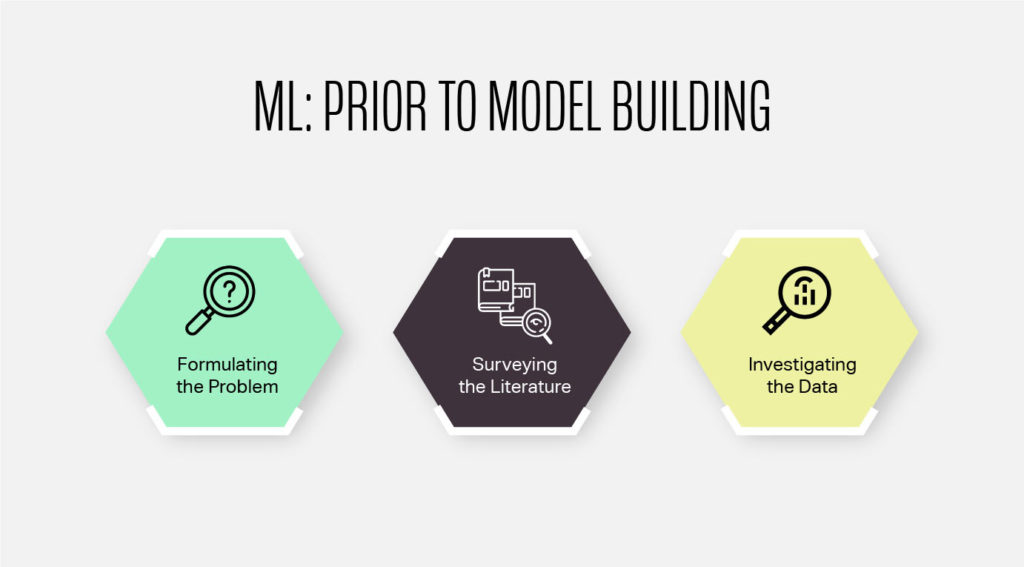 ML: PRIOR TO MODEL BUILDING
?
Formulating
the Problem
Surveying
the Literature
Investigating
the Data